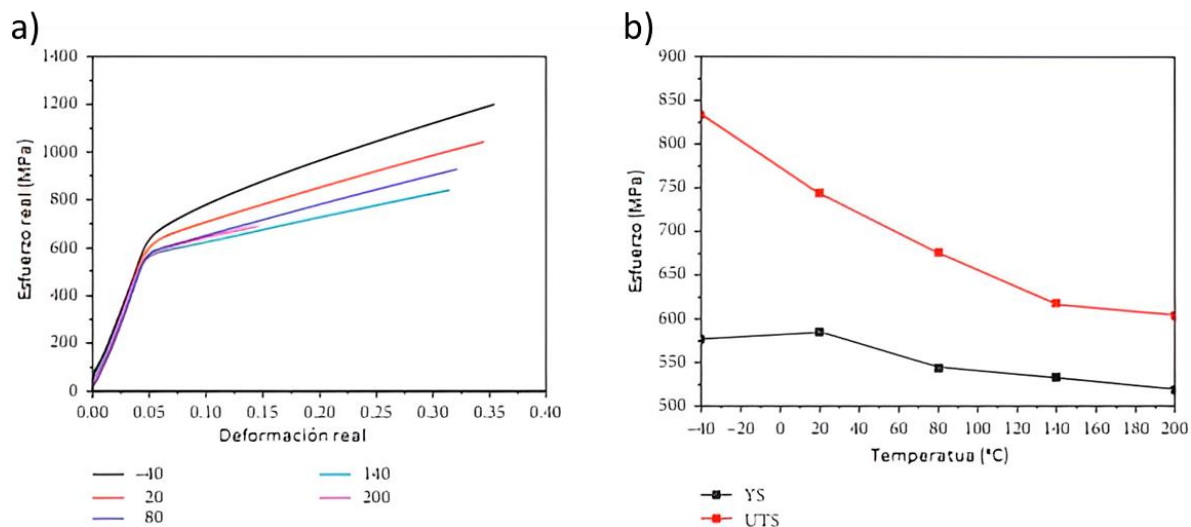 a)
1400
1200
1000
800
600
400
200
0
Esfuerzo real (MPa)
0.00 0.05 0.10 0.15 0.20 0.25 0.30 0.35 0.40
Deformación real
−40
20
80
140
200
b)
900
850
825
750
700
650
600
550
500
Esfuerzo (MPa)
−40 −20 0 20 40 60 80 100 120 140 160 180 200
Temperatua (°C)
YS
UTS